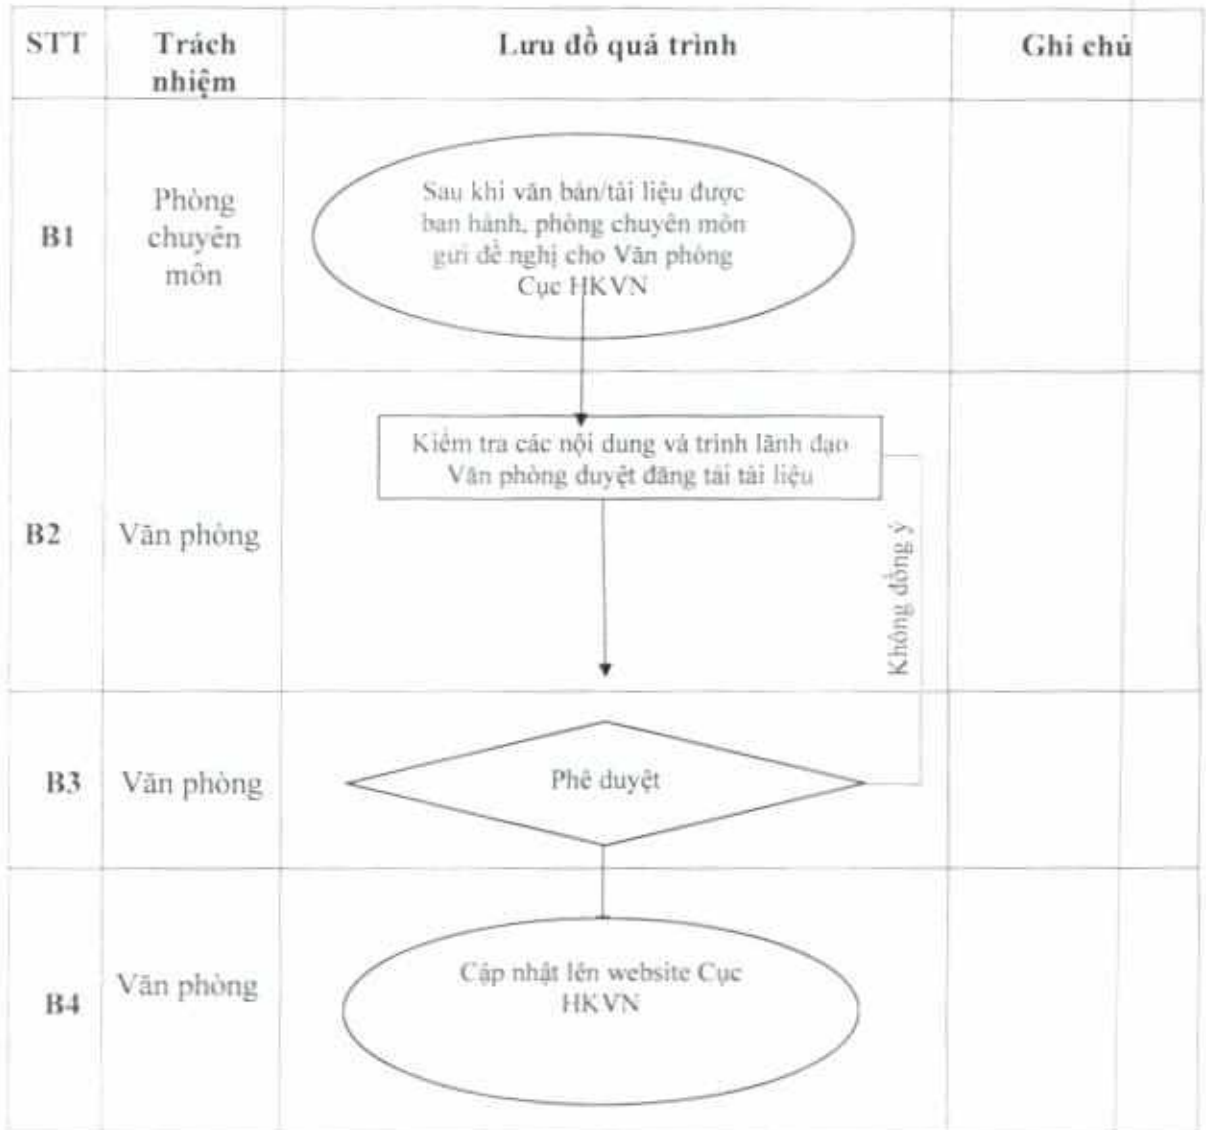 STT
Trách
nhiệm
Lưu đồ quá trình
Ghi chú
B1
Phòng
chuyên
môn
Sau khi văn bản/tài liệu được
ban hành, phòng chuyên môn
gửi đề nghị cho Văn phòng
Cục HKVN
B2
Văn phòng
Kiểm tra các nội dung và trình lãnh đạo
Văn phòng duyệt đăng tải tài liệu
Không đồng ý
B3
Văn phòng
Phê duyệt
B4
Văn phòng
Cập nhật lên website Cục
HKVN